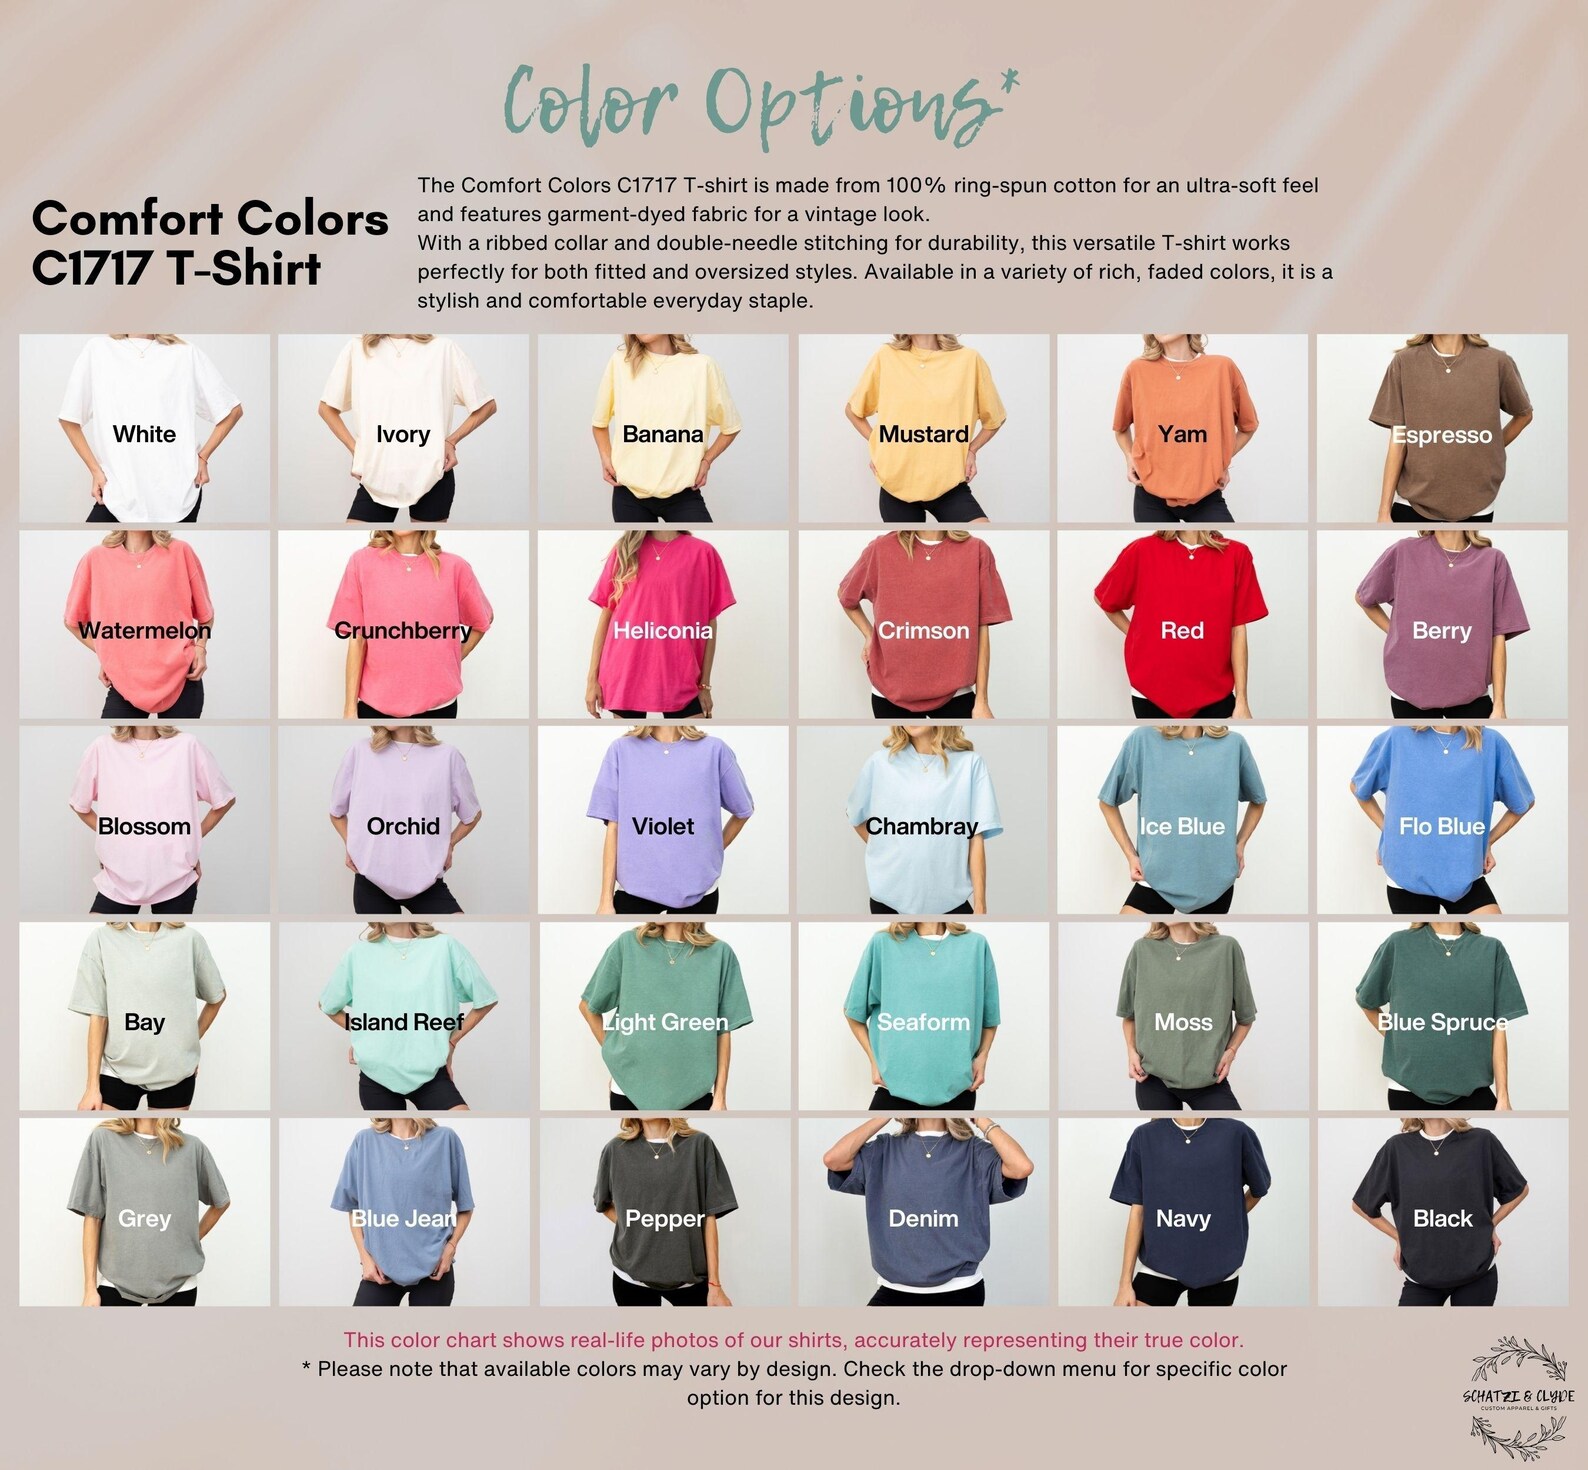 Color Options*
Comfort Colors
C1717 T-Shirt
The Comfort Colors C1717 T-shirt is made from 100% ring-spun cotton for an ultra-soft feel
and features garment-dyed fabric for a vintage look.
With a ribbed collar and double-needle stitching for durability, this versatile T-shirt works
perfectly for both fitted and oversized styles. Available in a variety of rich, faded colors, it is a
stylish and comfortable everyday staple.
White
Ivory
Banana
Mustard
Yam
Espresso
Watermelon
Crunchberry
Heliconia
Crimson
Red
Berry
Blossom
Orchid
Violet
Chambray
Ice Blue
Flo Blue
Bay
Island Reef
Light Green
Seaform
Moss
Blue Spruce
Grey
Blue Jean
Pepper
Denim
Navy
Black
This color chart shows real-life photos of our shirts, accurately representing their true color.
* Please note that available colors may vary by design. Check the drop-down menu for specific color
option for this design.
SCHATZI & CLYDE
CUSTOM APPAREL & GIFTS